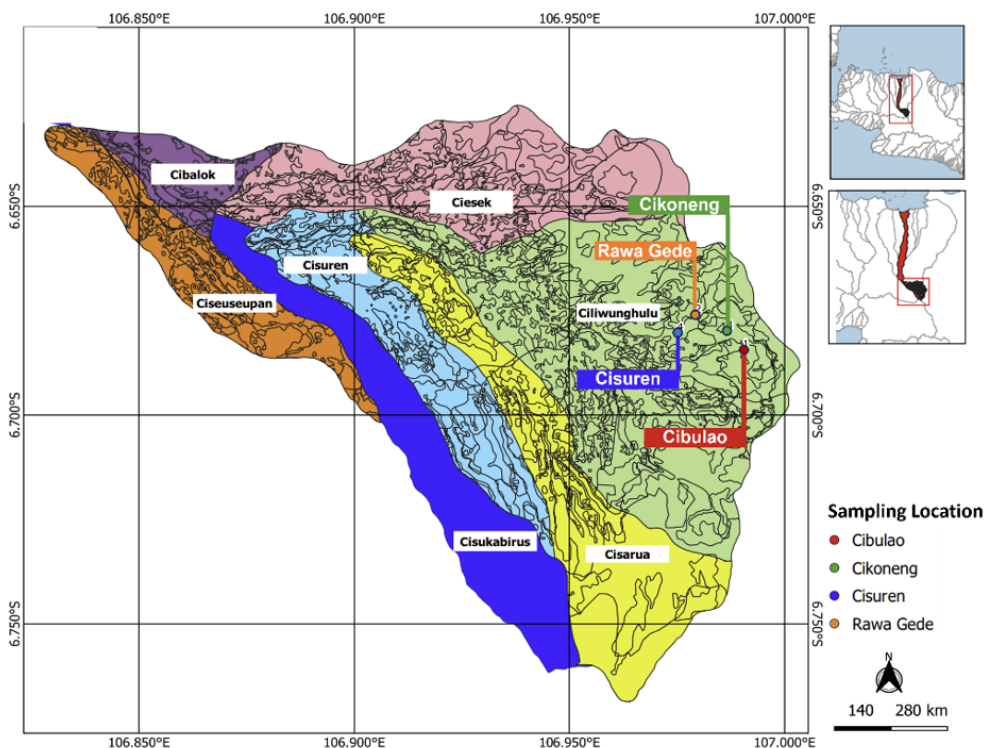 106.850°E 106.900°E 106.950°E 107.000°E
Cibalok
Ciesek
6.650°S
6.650°S
Cikoneng
Rawa Gede
Cisuren
Ciseuseupan
Ciliwunghulu
Cisuren
6.700°S
6.700°S
Cibulao
Cisukabirus
Cisarua
6.750°S
6.750°S
106.850°E 106.900°E 106.950°E 107.000°E
Sampling Location
Cibulao
Cikoneng
Cisuren
Rawa Gede
N
140 280 km